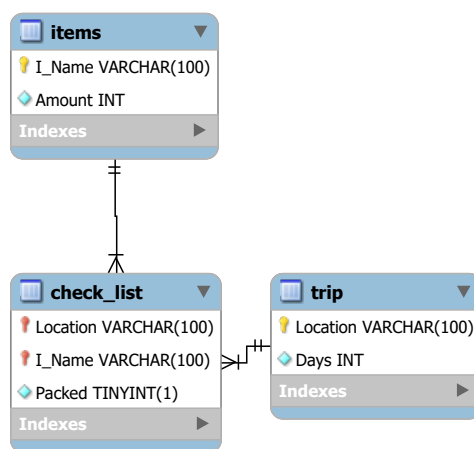 items
I_Name VARCHAR(100)
Amount INT
Indexes
check_list
Location VARCHAR(100)
I_Name VARCHAR(100)
Packed TINYINT(1)
Indexes
trip
Location VARCHAR(100)
Days INT
Indexes